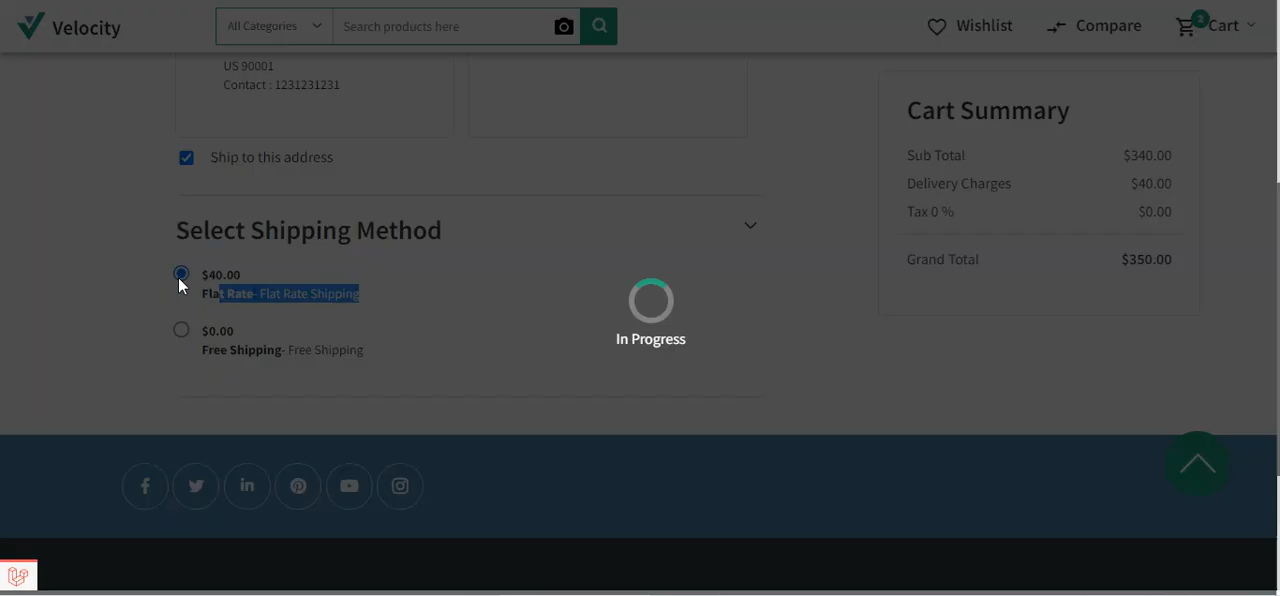 Velocity
All Categories
Search products here
Wishlist
Compare
2
Cart
US 90001
Contact : 1231231231
Ship to this address
Select Shipping Method
$40.00
Flat Rate- Flat Rate Shipping
$0.00
Free Shipping- Free Shipping
In Progress
Cart Summary
Sub Total $340.00
Delivery Charges $40.00
Tax 0 % $0.00
Grand Total $350.00